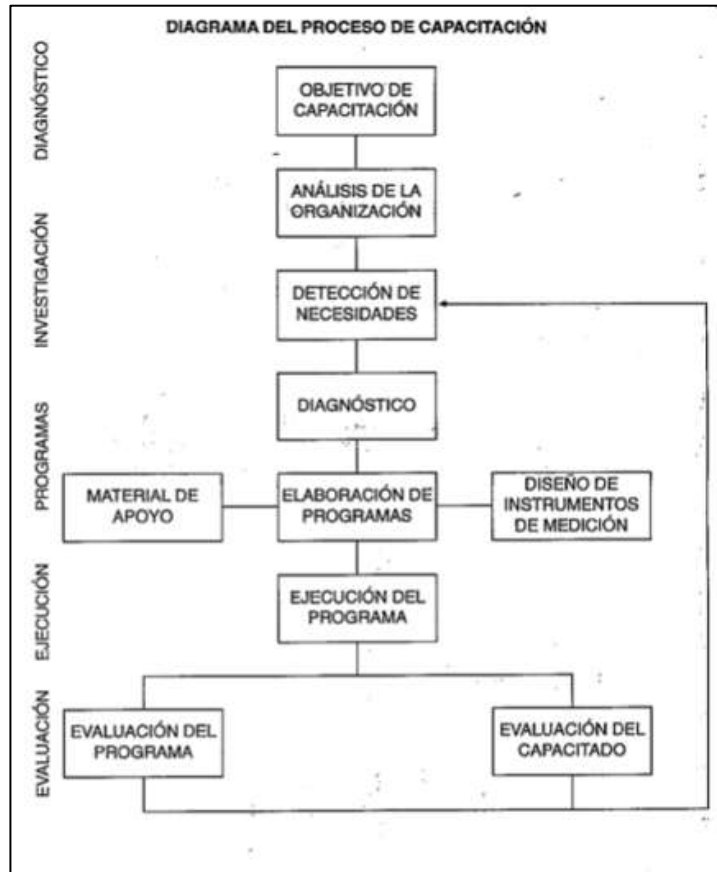 DIAGRAMA DEL PROCESO DE CAPACITACIÓN
DIAGNÓSTICO
OBJETIVO DE
CAPACITACIÓN
ANÁLISIS DE LA
ORGANIZACIÓN
INVESTIGACIÓN
DETECCIÓN DE
NECESIDADES
DIAGNÓSTICO
PROGRAMAS
MATERIAL DE
APOYO
ELABORACIÓN DE
PROGRAMAS
DISEÑO DE
INSTRUMENTOS
DE MEDICIÓN
EJECUCIÓN
EJECUCIÓN DEL
PROGRAMA
EVALUACIÓN
EVALUACIÓN DEL
PROGRAMA
EVALUACIÓN DEL
CAPACITADO